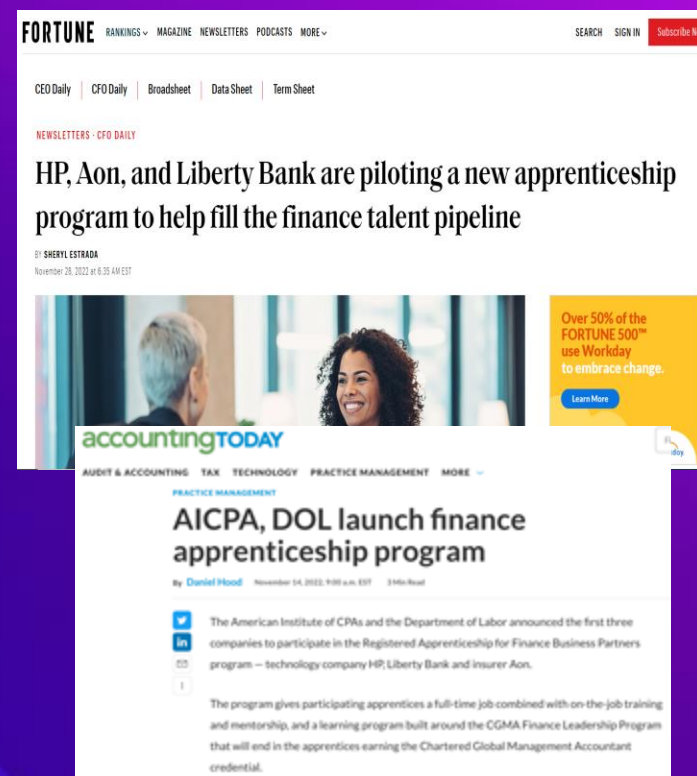 FORTUNE RANKINGS MAGAZINE NEWSLETTERS PODCASTS MORE SEARCH SIGN IN Subscribe
CEO Daily CFO Daily Broadsheet Data Sheet Term Sheet
NEWSLETTERS · CFO DAILY
HP, Aon, and Liberty Bank are piloting a new apprenticeship
program to help fill the finance talent pipeline
BY SHERYL ESTRADA
November 28, 2022 at 6:35 AM EST
Over 50% of the
FORTUNE 500™
use Workday
to embrace change.
Learn More
accountingTODAY
AUDIT & ACCOUNTING TAX TECHNOLOGY PRACTICE MANAGEMENT MORE
PRACTICE MANAGEMENT
AICPA, DOL launch finance
apprenticeship program
By Daniel Hood November 14, 2022, 9:00 a.m. EST 3 Min Read
The American Institute of CPAs and the Department of Labor announced the first three
companies to participate in the Registered Apprenticeship for Finance Business Partners
program — technology company HP, Liberty Bank and insurer Aon.
The program gives participating apprentices a full-time job combined with on-the-job training
and mentorship, and a learning program built around the CGMA Finance Leadership Program
that will end in the apprentices earning the Chartered Global Management Accountant
credential.